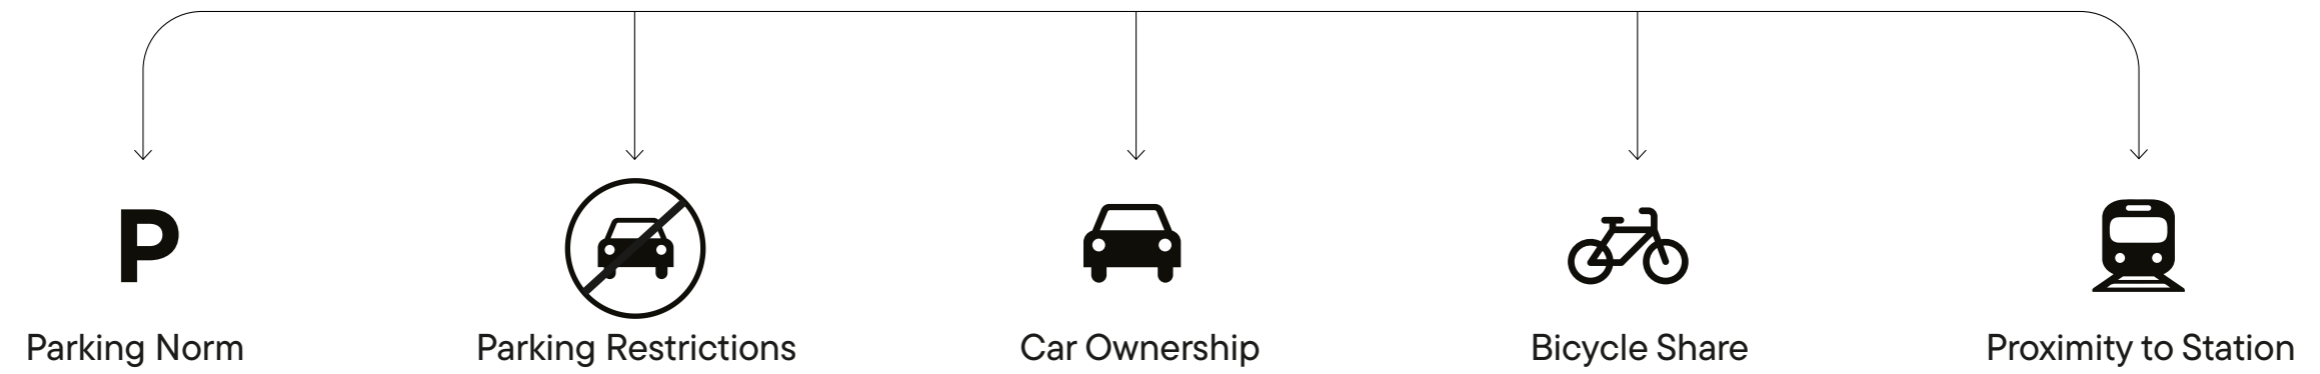 P
Parking Norm
Parking Restrictions
Car Ownership
Bicycle Share
Proximity to Station